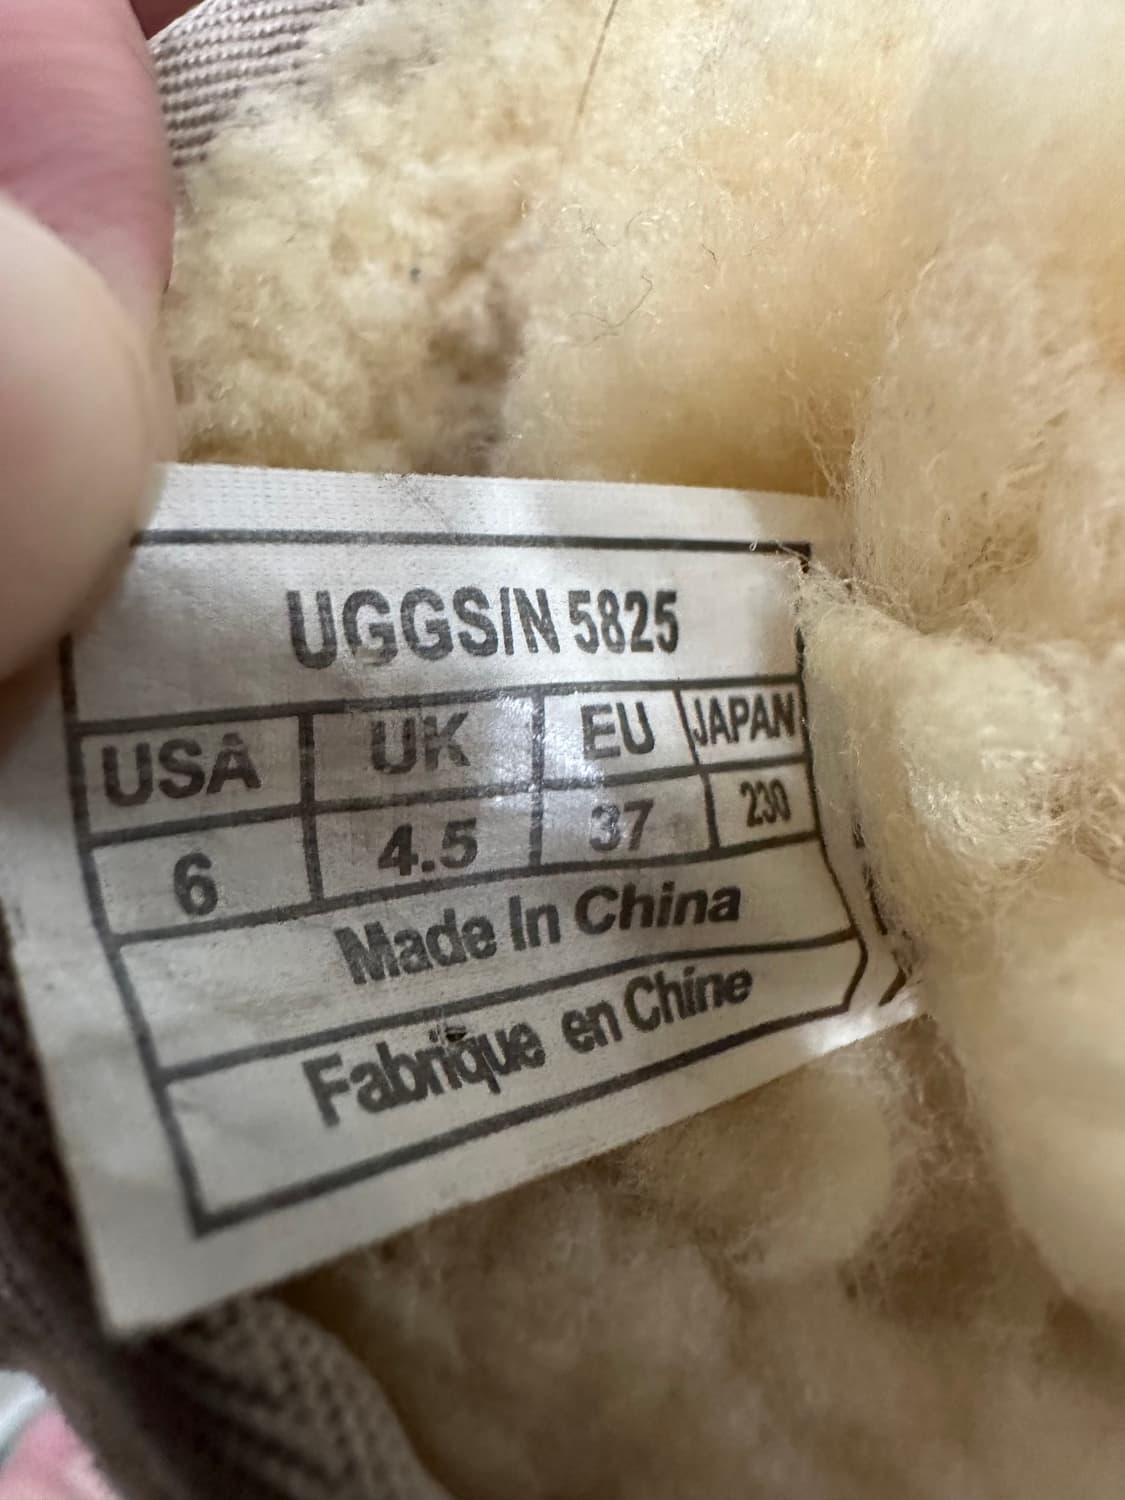 UGGS/N 5825
USA UK EU JAPAN
6 4.5 37 230
Made In China
Fabrique en Chine